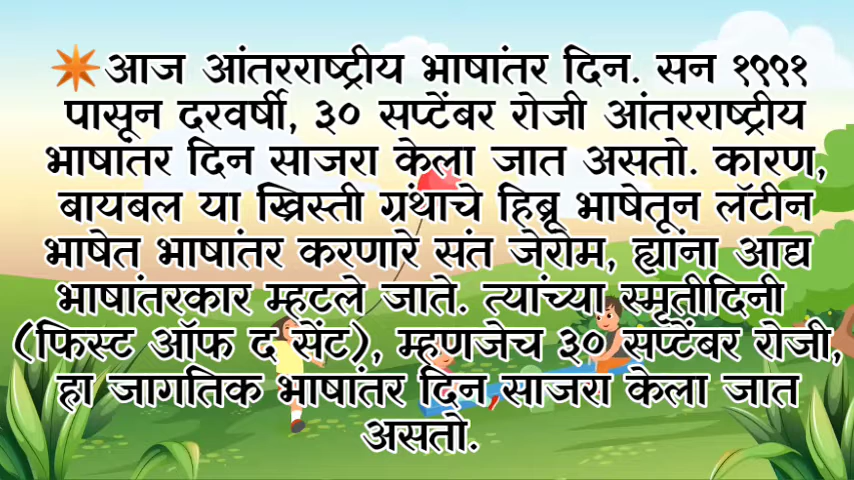 आज आंतरराष्ट्रीय भाषांतर दिन. सन १९९१
पासून दरवर्षी, ३० सप्टेंबर रोजी आंतरराष्ट्रीय
भाषांतर दिन साजरा केला जात असतो. कारण,
बायबल या ख्रिस्ती ग्रंथाचे हिब्रू भाषेतून लॅटीन
भाषेत भाषांतर करणारे संत जेरोम, ह्यांना आद्य
भाषांतरकार म्हटले जाते. त्यांच्या स्मृतीदिनी
(फिस्ट ऑफ द सेंट), म्हणजेच ३० सप्टेंबर रोजी,
हा जागतिक भाषांतर दिन साजरा केला जात
असतो.